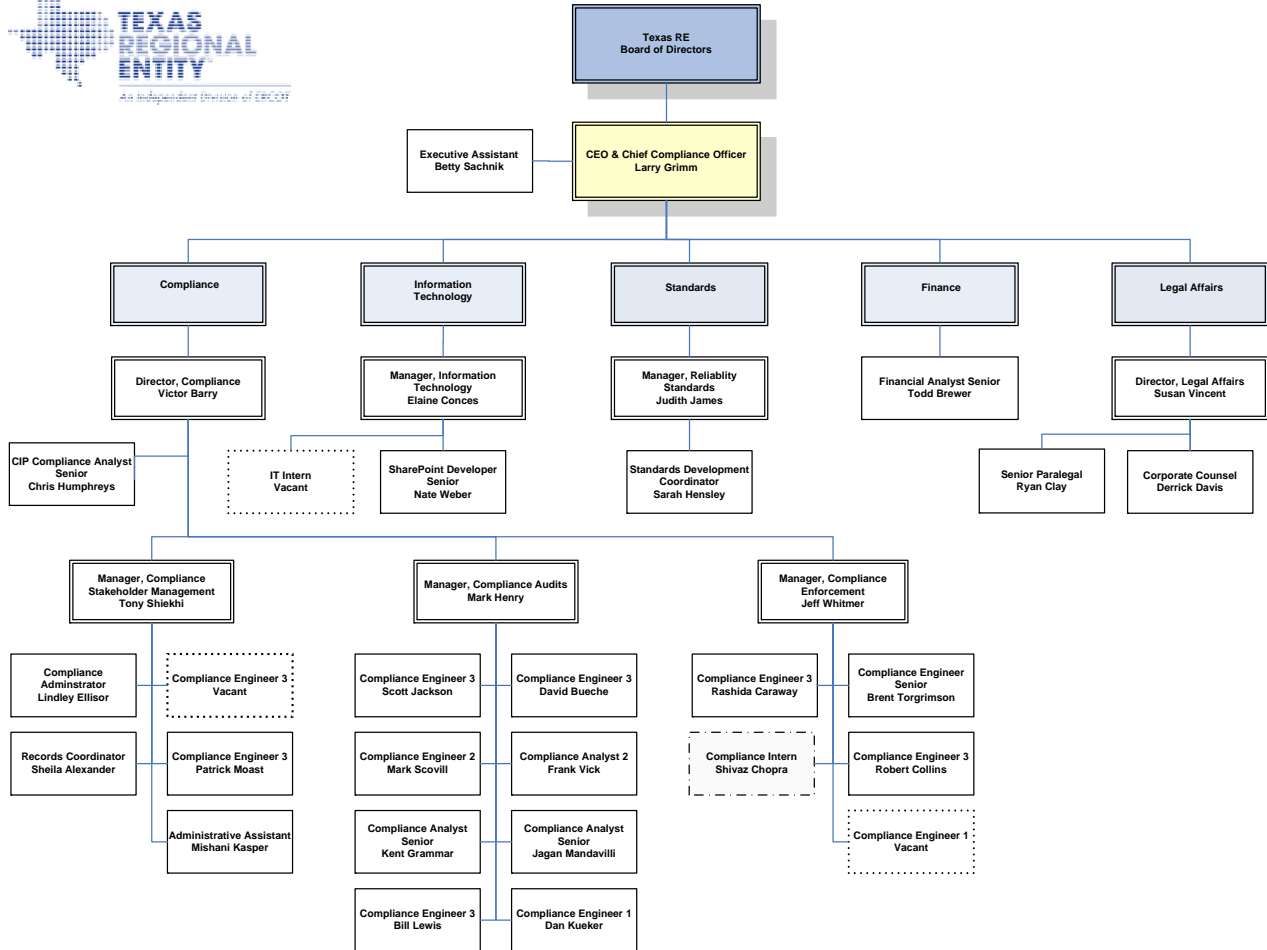 TEXAS
REGIONAL
ENTITY
An Independent Division of ERCOT
Texas RE
Board of Directors
Executive Assistant
Betty Sachnik
CEO & Chief Compliance Officer
Larry Grimm
Compliance
Information
Technology
Standards
Finance
Legal Affairs
Director, Compliance
Victor Barry
Manager, Information
Technology
Elaine Conces
Manager, Reliablity
Standards
Judith James
Financial Analyst Senior
Todd Brewer
Director, Legal Affairs
Susan Vincent
CIP Compliance Analyst
Senior
Chris Humphreys
IT Intern
Vacant
SharePoint Developer
Senior
Nate Weber
Standards Development
Coordinator
Sarah Hensley
Senior Paralegal
Ryan Clay
Corporate Counsel
Derrick Davis
Manager, Compliance
Stakeholder Management
Tony Shiekhi
Manager, Compliance Audits
Mark Henry
Manager, Compliance
Enforcement
Jeff Whitmer
Compliance
Adminstrator
Lindley Ellisor
Compliance Engineer 3
Vacant
Compliance Engineer 3
Scott Jackson
Compliance Engineer 3
David Bueche
Compliance Engineer 3
Rashida Caraway
Compliance Engineer
Senior
Brent Torgrimson
Records Coordinator
Sheila Alexander
Compliance Engineer 3
Patrick Moast
Compliance Engineer 2
Mark Scovill
Compliance Analyst 2
Frank Vick
Compliance Intern
Shivaz Chopra
Compliance Engineer 3
Robert Collins
Administrative Assistant
Mishani Kasper
Compliance Analyst
Senior
Kent Grammar
Compliance Analyst
Senior
Jagan Mandavilli
Compliance Engineer 1
Vacant
Compliance Engineer 3
Bill Lewis
Compliance Engineer 1
Dan Kueker